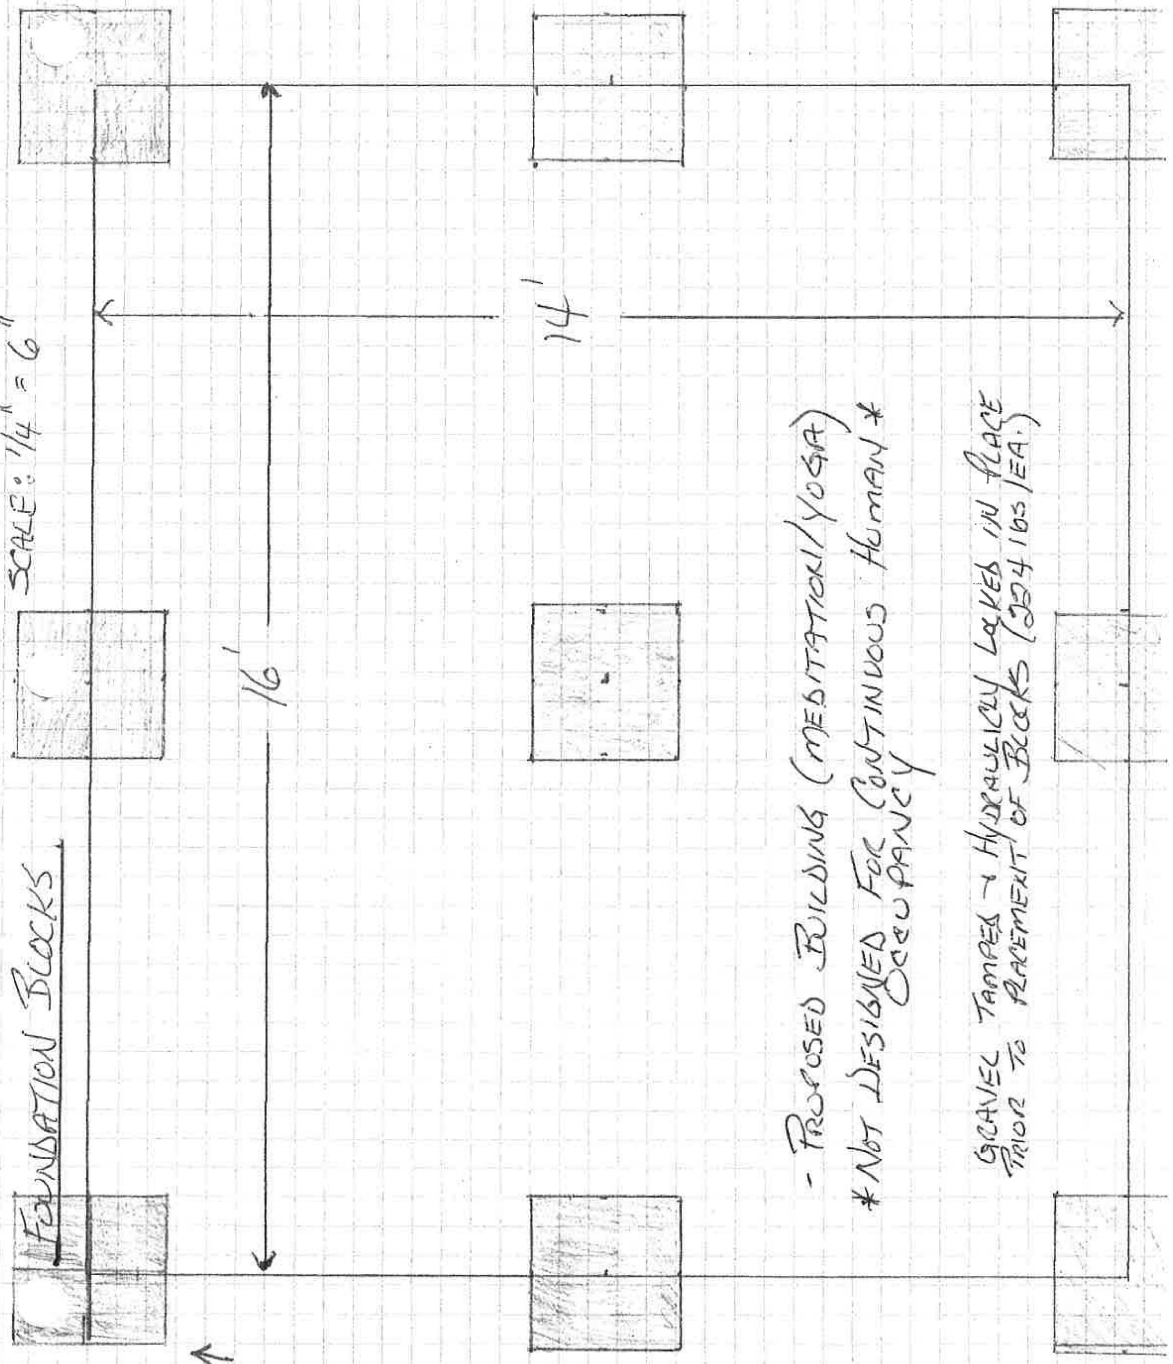 FOUNDATION BLOCKS
SCALE: 1/4" = 6"
16'
14'
- PROPOSED BUILDING (MEDITATION/YOGA)
* NOT DESIGNED FOR CONTINUOUS HUMAN *
OCCUPANCY
GRAVEL TAMPED + HYDRAULICLY LOCKED IN PLACE
PRIOR TO PLACEMENT OF BLOCKS (224 lbs/EA.)